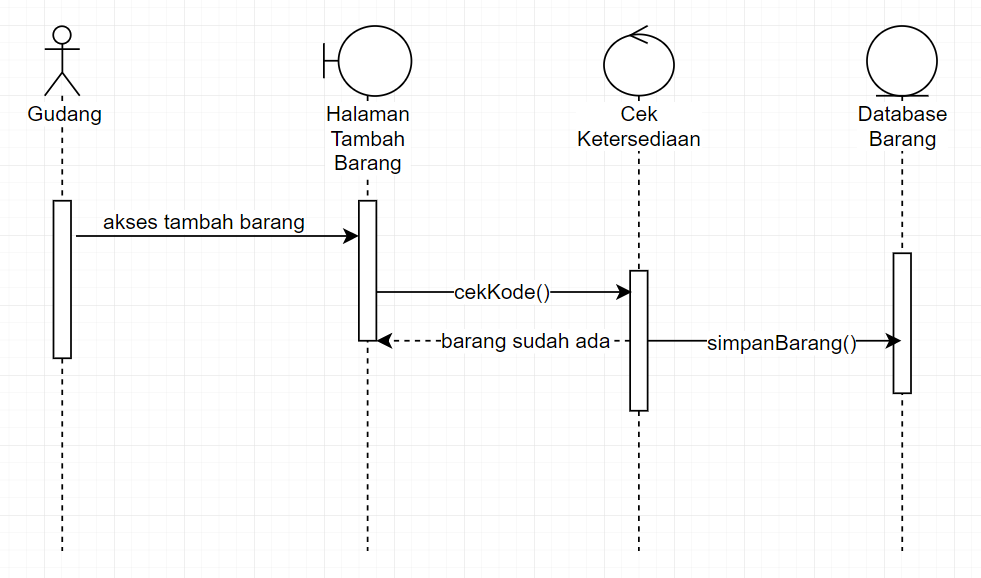 Gudang
Halaman
Tambah
Barang
Cek
Ketersediaan
Database
Barang
akses tambah barang
cekKode()
barang sudah ada
simpanBarang()